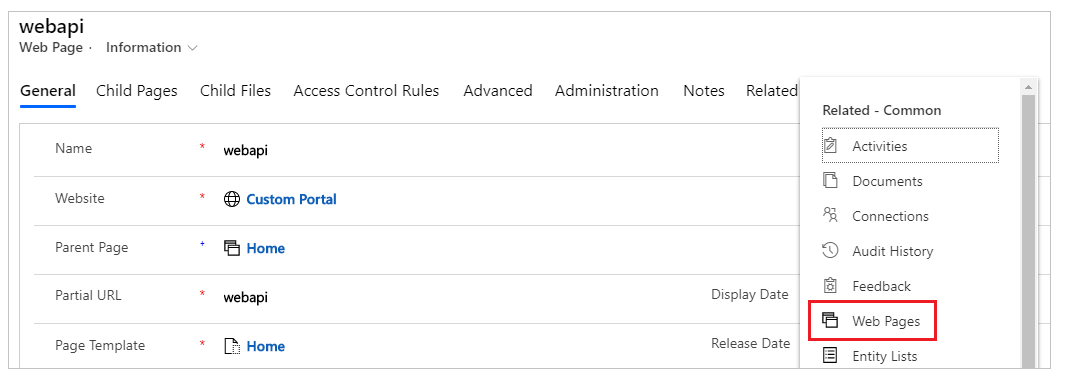 webapi
Web Page · Information
General Child Pages Child Files Access Control Rules Advanced Administration Notes Related
Related - Common
Activities
Documents
Connections
Audit History
Feedback
Web Pages
Entity Lists
Name * webapi
Website * Custom Portal
Parent Page + Home
Partial URL * webapi Display Date
Page Template * Home Release Date